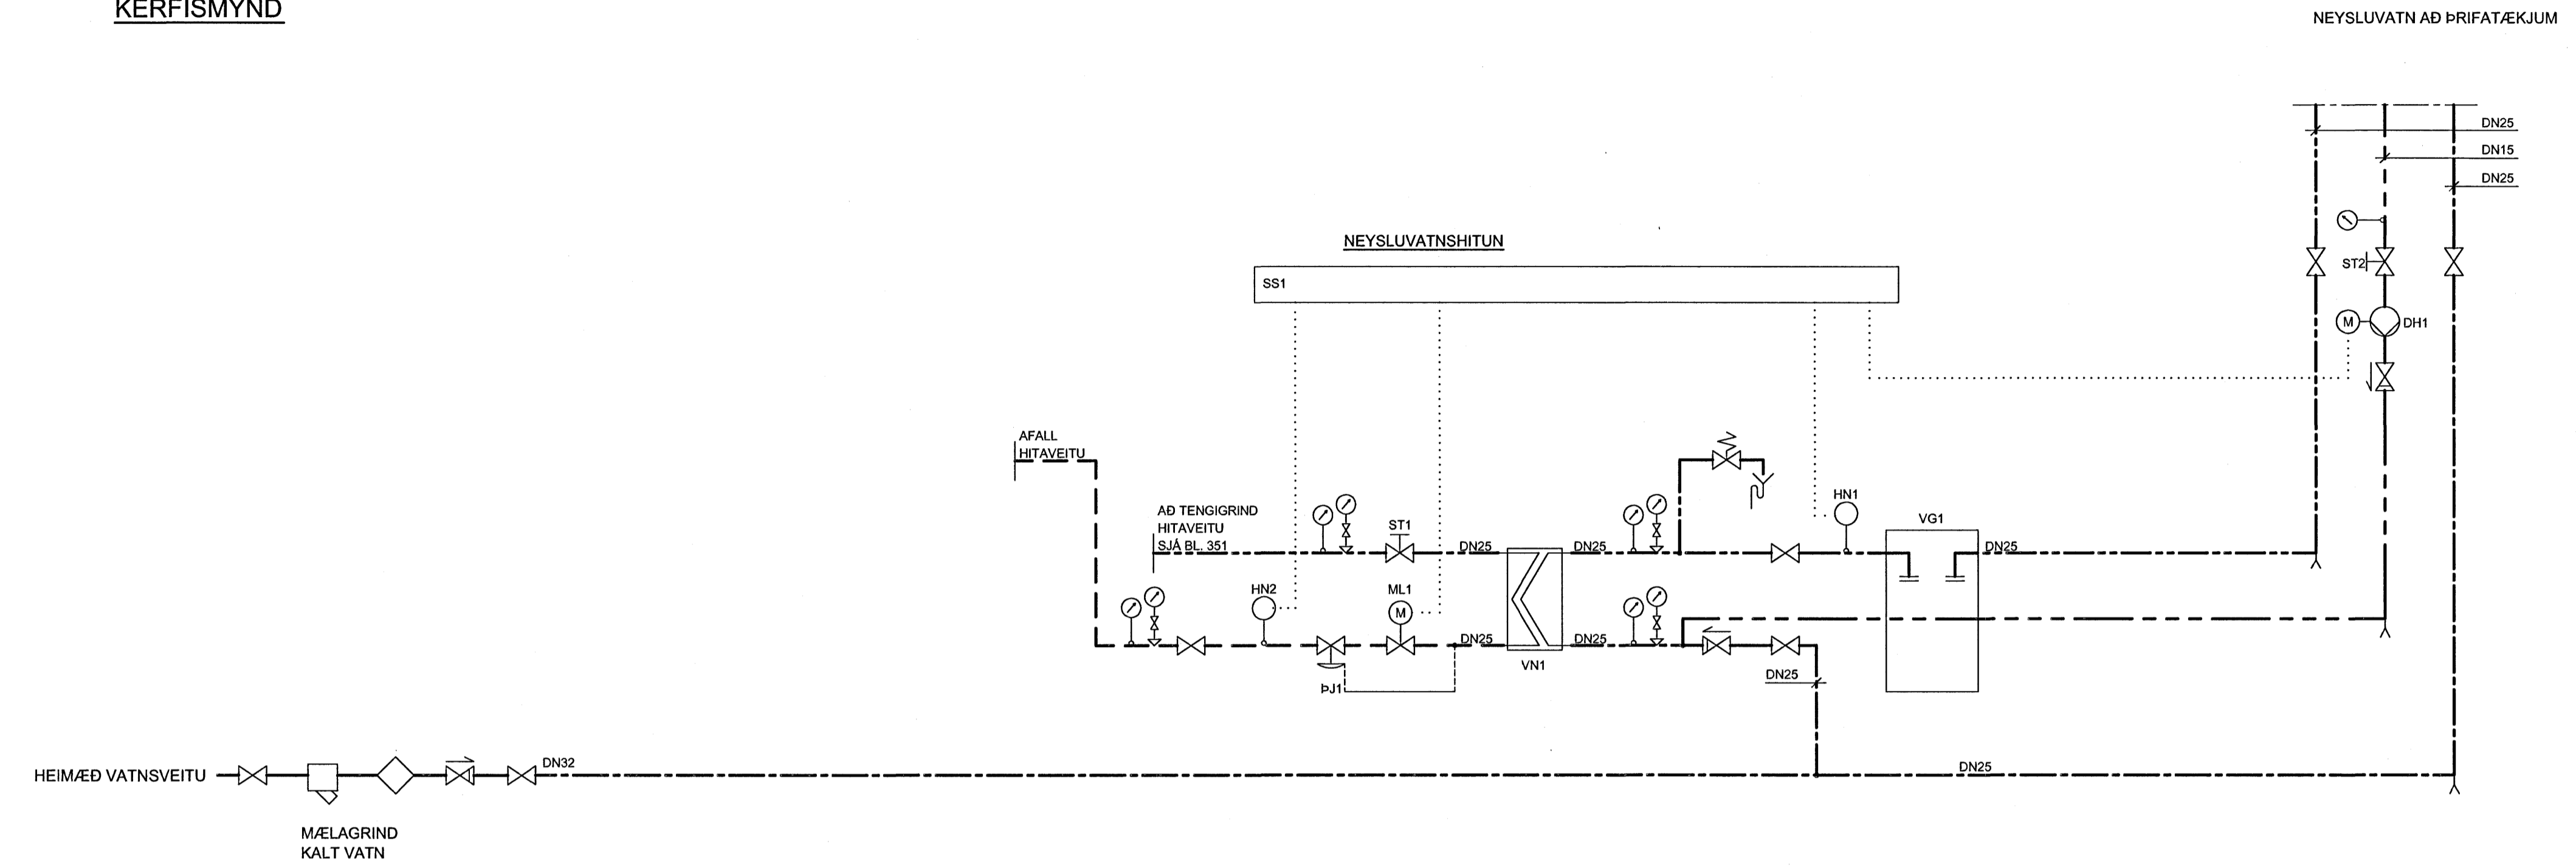 KERFISMYND
NEYSLUVATN AÐ ÞRIFATÆKJUM
DN25
DN15
DN25
NEYSLUVATNSHITUN
SS1
ST2
M
DH1
AFALL
HITAVEITU
AÐ TENGIGRIND
HITAVEITU
SJÁ BL. 351
ST1
DN25
DN25
HN1
VG1
DN25
HN2
ML1
M
DN25
DN25
VN1
ÞJ1
DN25
HEIMÆÐ VATNSVEITU
DN32
DN25
MÆLAGRIND
KALT VATN